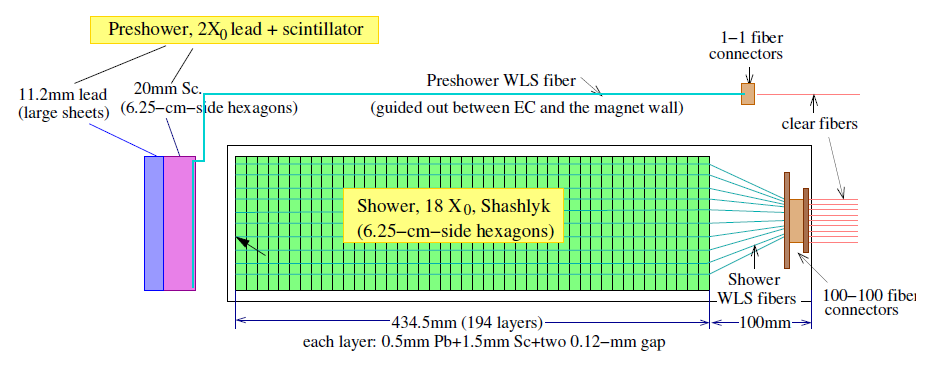 Preshower, 2X0 lead + scintillator
1−1 fiber
connectors
11.2mm lead
(large sheets)
20mm Sc.
(6.25−cm−side hexagons)
Preshower WLS fiber
(guided out between EC and the magnet wall)
clear fibers
Shower, 18 X0, Shashlyk
(6.25−cm−side hexagons)
Shower
WLS fibers
100−100 fiber
connectors
434.5mm (194 layers)
100mm
each layer: 0.5mm Pb+1.5mm Sc+two 0.12−mm gap